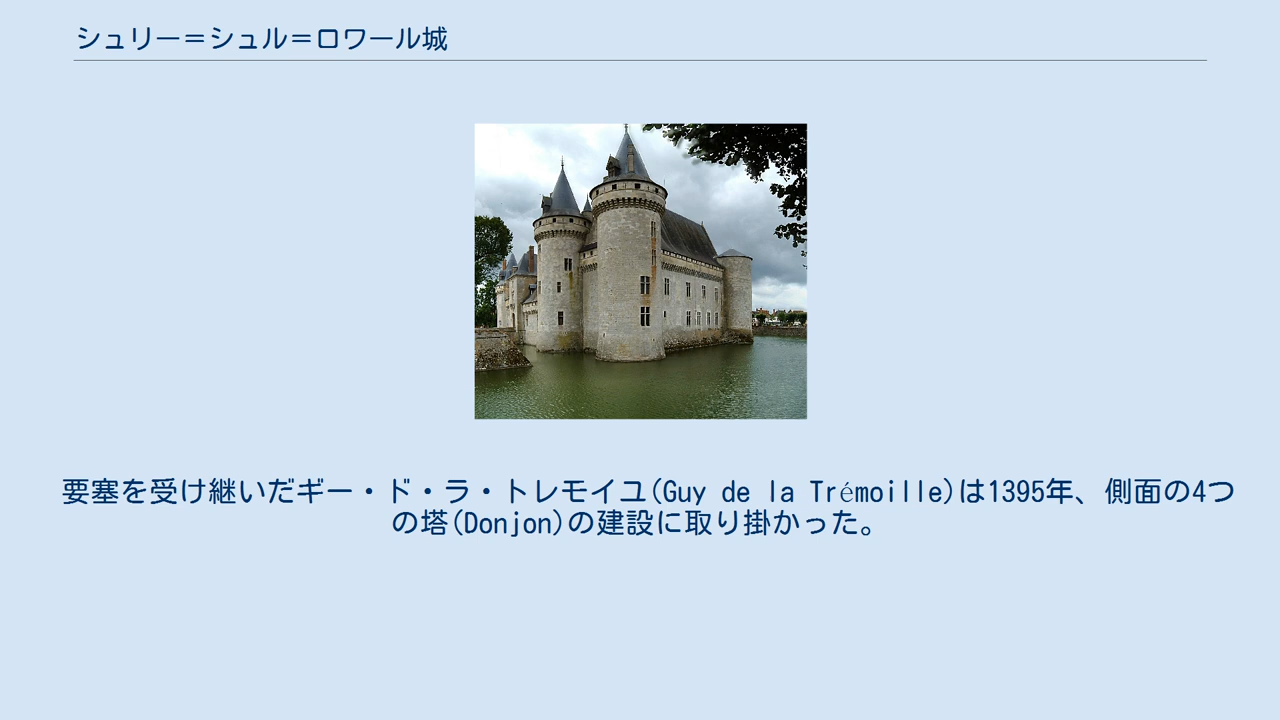 シュリー＝シュル＝ロワール城
要塞を受け継いだギー・ド・ラ・トレモイユ(Guy de la Trémoille)は1395年、側面の4つ
の塔(Donjon)の建設に取り掛かった。